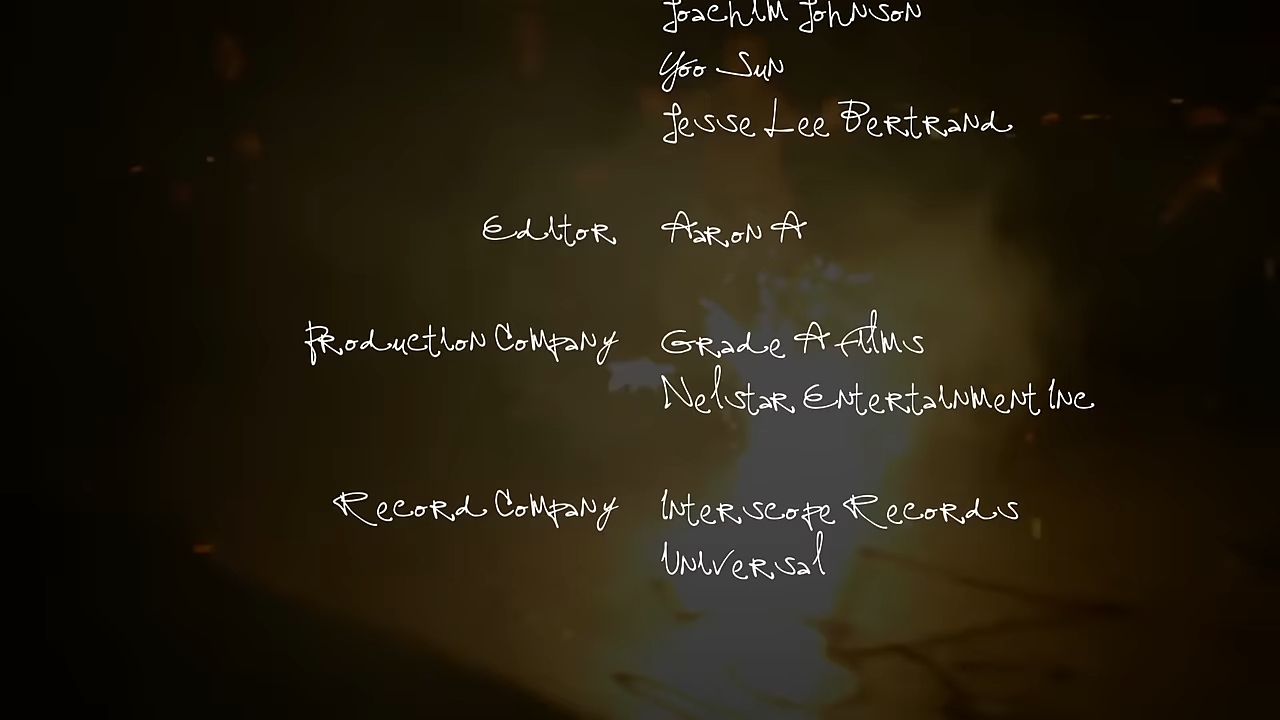 Joachim Johnson
Yoo Sun
Jesse Lee Bertrand
Editor Aaron A
Production Company Grade A Films
Nelstar Entertainment Inc
Record Company Interscope Records
Universal